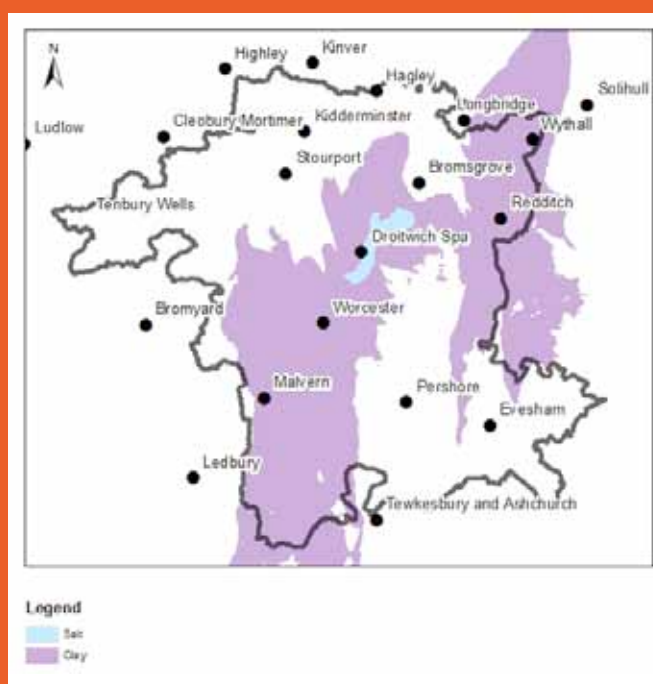 N
Highley
Kinver
Hagley
Solihull
Longbridge
Ludlow
Cleobury Mortimer
Kidderminster
Wythall
Stourport
Bromsgrove
Tenbury Wells
Redditch
Droitwich Spa
Bromyard
Worcester
Malvern
Pershore
Evesham
Ledbury
Tewkesbury and Ashchurch
Legend
Salt
Clay